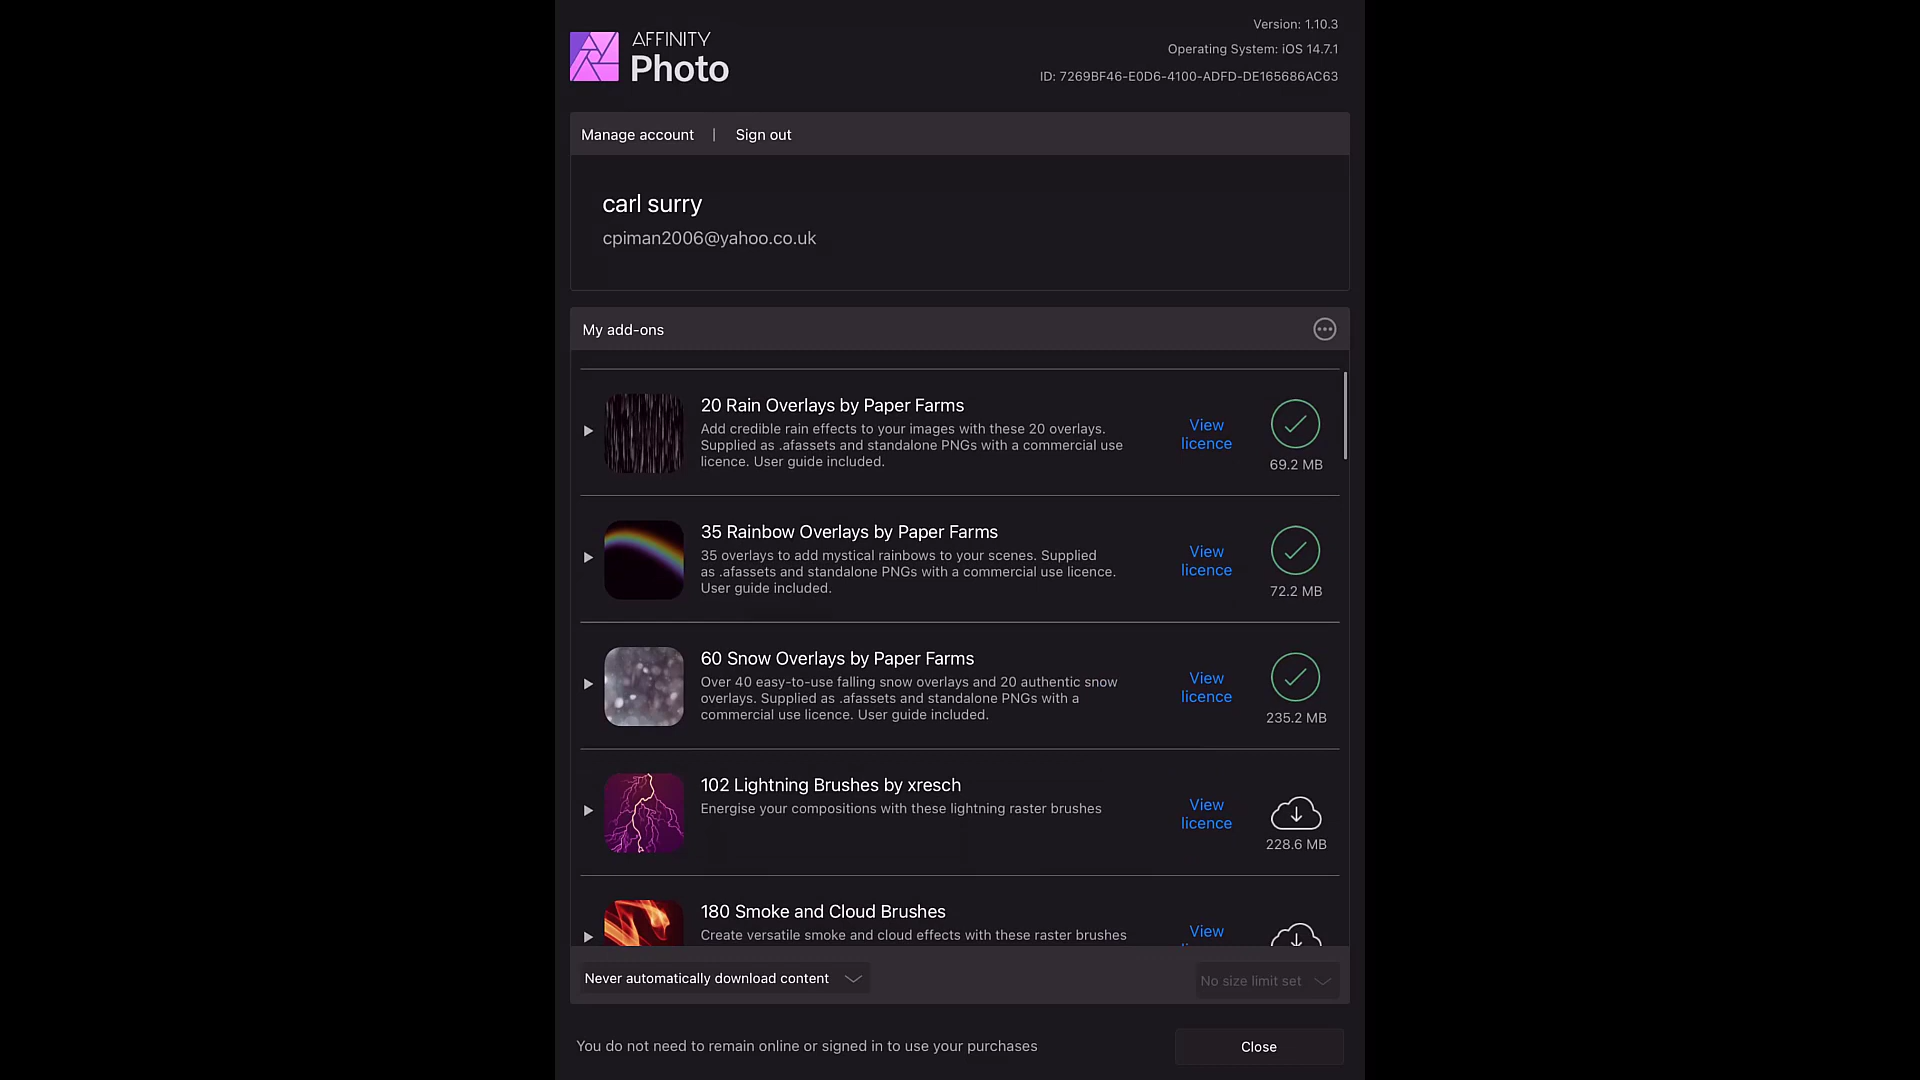 AFFINITY
Photo
Version: 1.10.3
Operating System: iOS 14.7.1
ID: 7269BF46-E0D6-4100-ADFD-DE165686AC63
Manage account | Sign out
carl surry
cpiman2006@yahoo.co.uk
My add-ons
20 Rain Overlays by Paper Farms
Add credible rain effects to your images with these 20 overlays.
Supplied as .afassets and standalone PNGs with a commercial use
licence. User guide included.
View
licence
69.2 MB
35 Rainbow Overlays by Paper Farms
35 overlays to add mystical rainbows to your scenes. Supplied
as .afassets and standalone PNGs with a commercial use licence.
User guide included.
View
licence
72.2 MB
60 Snow Overlays by Paper Farms
Over 40 easy-to-use falling snow overlays and 20 authentic snow
overlays. Supplied as .afassets and standalone PNGs with a
commercial use licence. User guide included.
View
licence
235.2 MB
102 Lightning Brushes by xresch
Energise your compositions with these lightning raster brushes
View
licence
228.6 MB
180 Smoke and Cloud Brushes
Create versatile smoke and cloud effects with these raster brushes
View
Never automatically download content
No size limit set
You do not need to remain online or signed in to use your purchases
Close